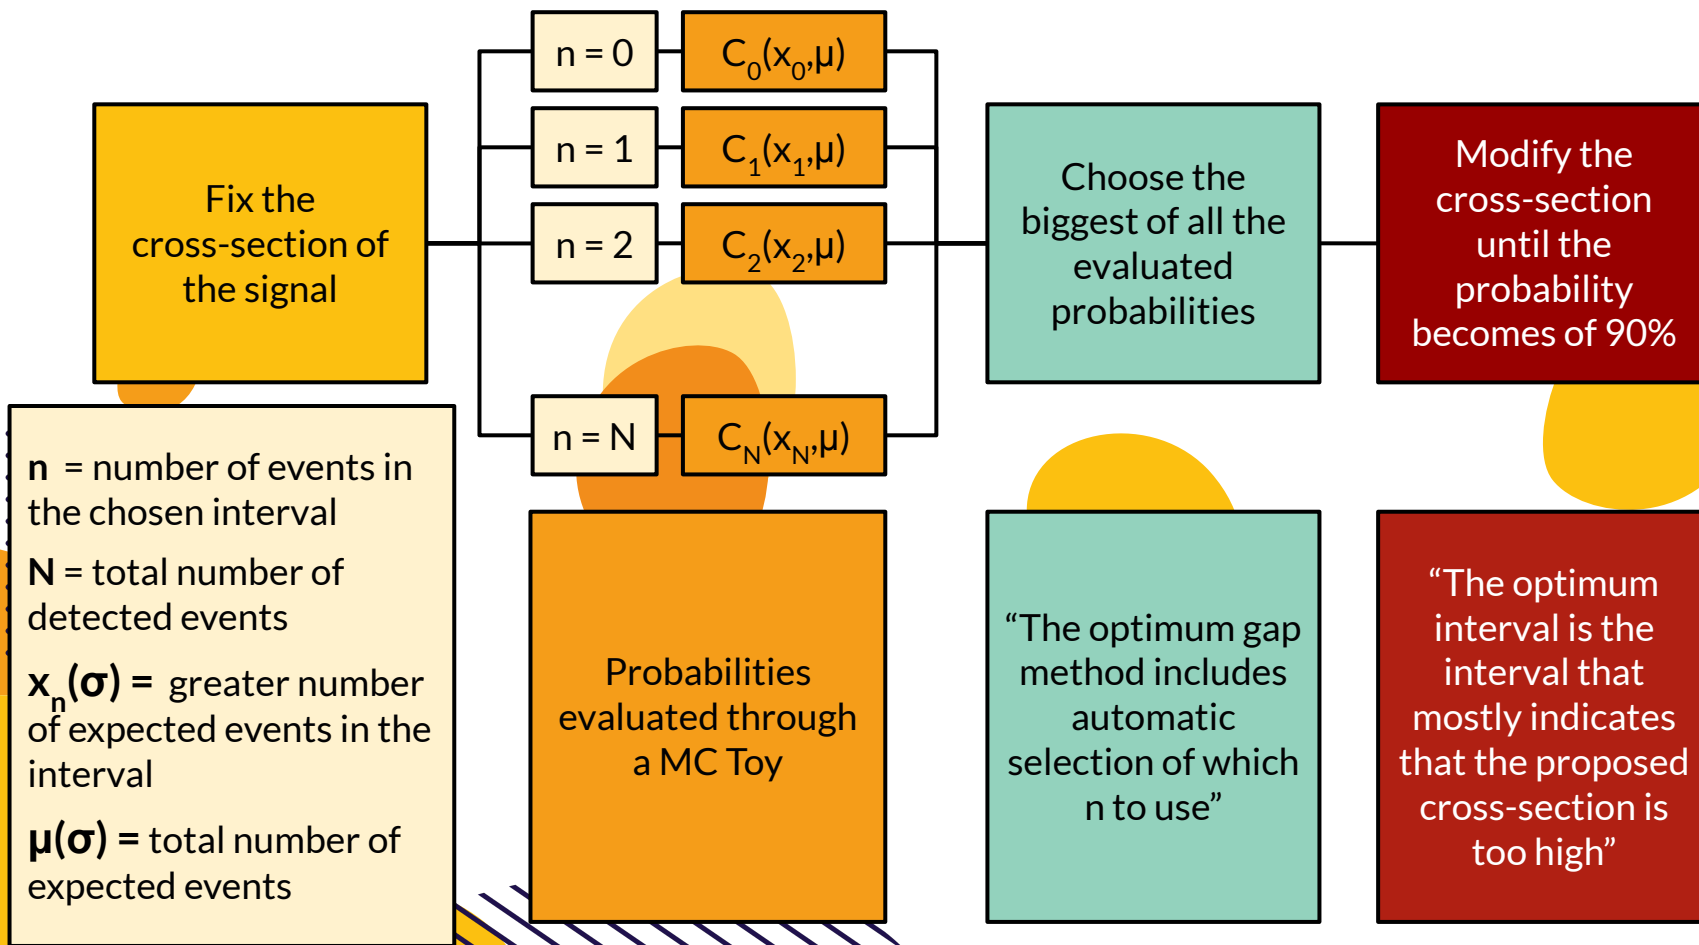 n = 0
C₀(x₀,μ)
n = 1
C₁(x₁,μ)
n = 2
C₂(x₂,μ)
n = N
C_N(x_N,μ)
Fix the
cross-section of
the signal
Choose the
biggest of all the
evaluated
probabilities
Modify the
cross-section
until the
probability
becomes of 90%
n = number of events in
the chosen interval
N = total number of
detected events
xₙ(σ) = greater number
of expected events in the
interval
μ(σ) = total number of
expected events
Probabilities
evaluated through
a MC Toy
“The optimum gap
method includes
automatic
selection of which
n to use”
“The optimum
interval is the
interval that
mostly indicates
that the proposed
cross-section is
too high”